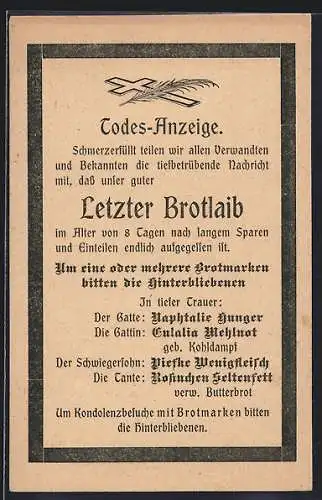 Todes-Anzeige.
Schmerzerfüllt teilen wir allen Verwandten
und Bekannten die tiefbetrübende Nachricht
mit, daß unser guter
Letzter Brotlaib
im Alter von 8 Tagen nach langem Sparen
und Einteilen endlich aufgegessen ist.
Um eine oder mehrere Brotmarken
bitten die Hinterbliebenen
In tiefer Trauer:
Der Gatte: Naphtalie Hunger
Die Gattin: Eulalia Mehlnot
geb. Kohldampf
Der Schwiegersohn: Piefke Wenigfleisch
Die Tante: Rosinchen Seltenfett
verw. Butterbrot
Um Kondolenzbesuche mit Brotmarken bitten
die Hinterbliebenen.